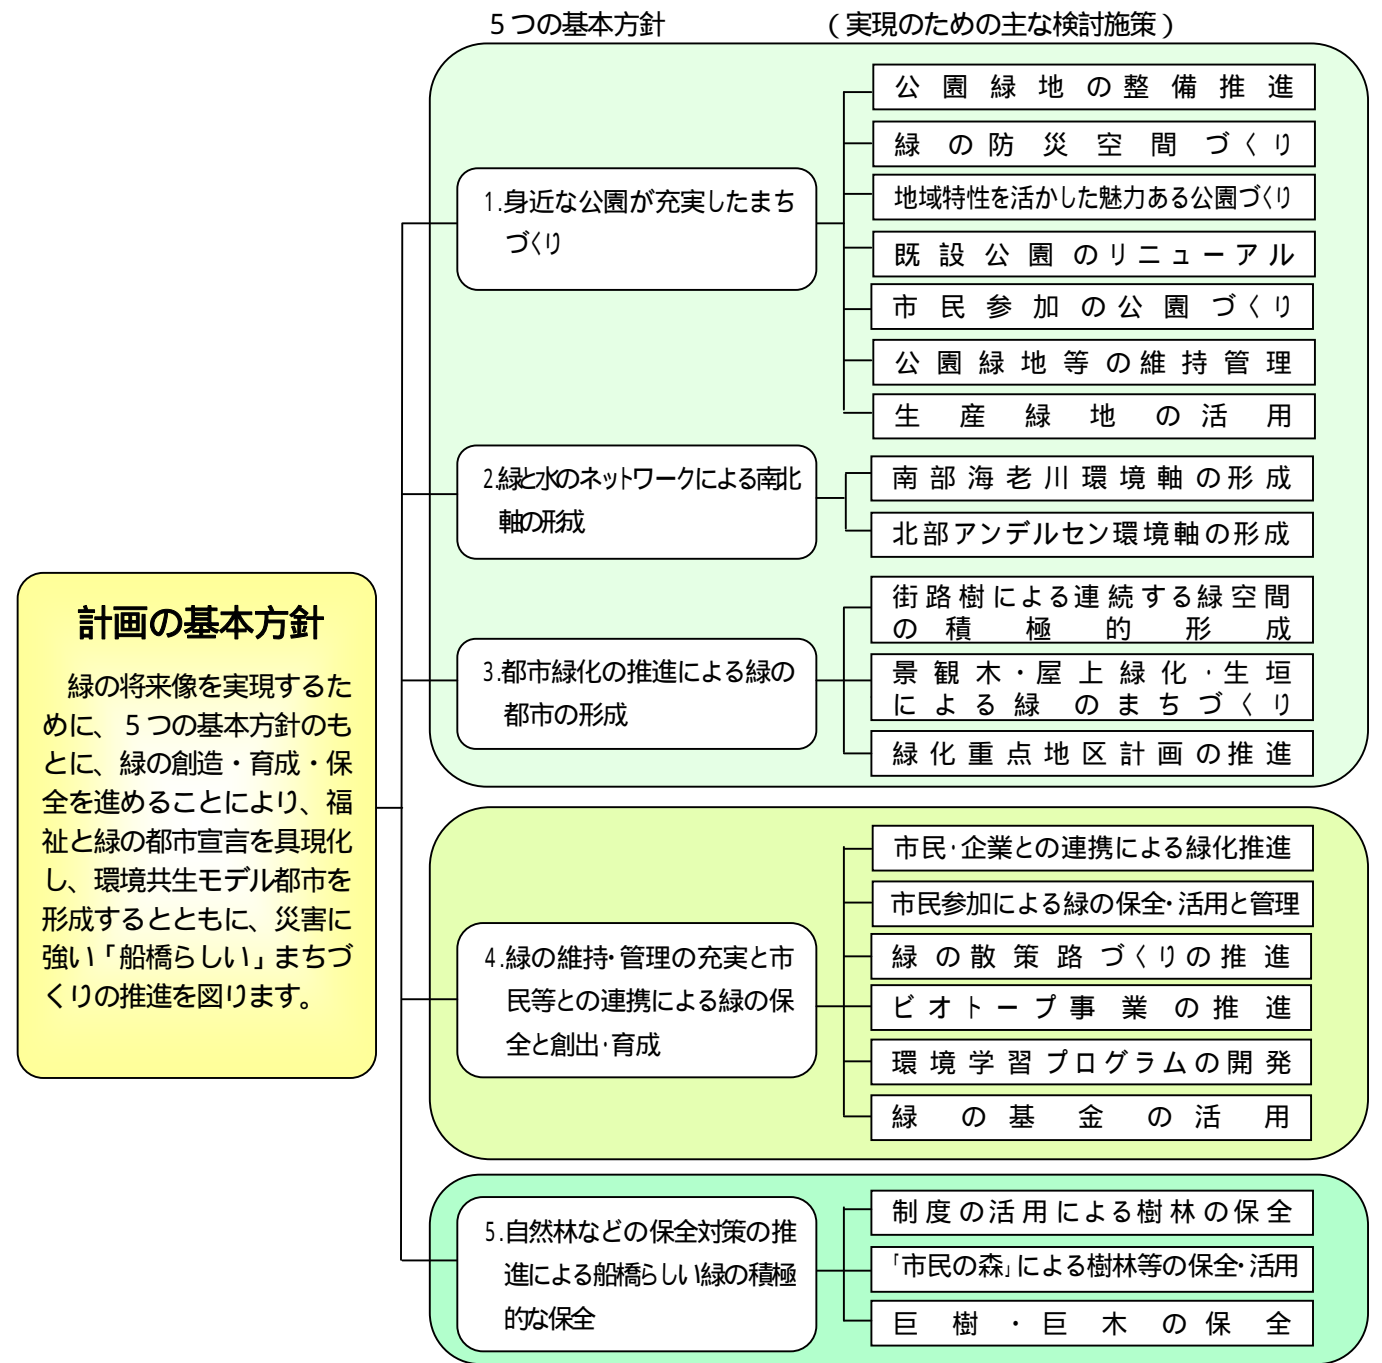 5つの基本方針
(実現のための主な検討施策)
計画の基本方針
緑の将来像を実現するた
めに、5つの基本方針のも
とに、緑の創造・育成・保
全を進めることにより、福
祉と緑の都市宣言を具現化
し、環境共生モデル都市を
形成するとともに、災害に
強い「船橋らしい」まちづ
くりの推進を図ります。
1.身近な公園が充実したまち
づくり
公園緑地の整備推進
緑の防災空間づくり
地域特性を活かした魅力ある公園づくり
既設公園のリニューアル
市民参加の公園づくり
公園緑地等の維持管理
生産緑地の活用
2.緑と水のネットワークによる南北
軸の形成
南部海老川環境軸の形成
北部アンデルセン環境軸の形成
3.都市緑化の推進による緑の
都市の形成
街路樹による連続する緑空間
の積極的形成
景観木・屋上緑化・生垣
による緑のまちづくり
緑化重点地区計画の推進
4.緑の維持・管理の充実と市
民等との連携による緑の保
全と創出・育成
市民・企業との連携による緑化推進
市民参加による緑の保全・活用と管理
緑の散策路づくりの推進
ビオトープ事業の推進
環境学習プログラムの開発
緑の基金の活用
5.自然林などの保全対策の推
進による船橋らしい緑の積極
的な保全
制度の活用による樹林の保全
「市民の森」による樹林等の保全・活用
巨樹・巨木の保全